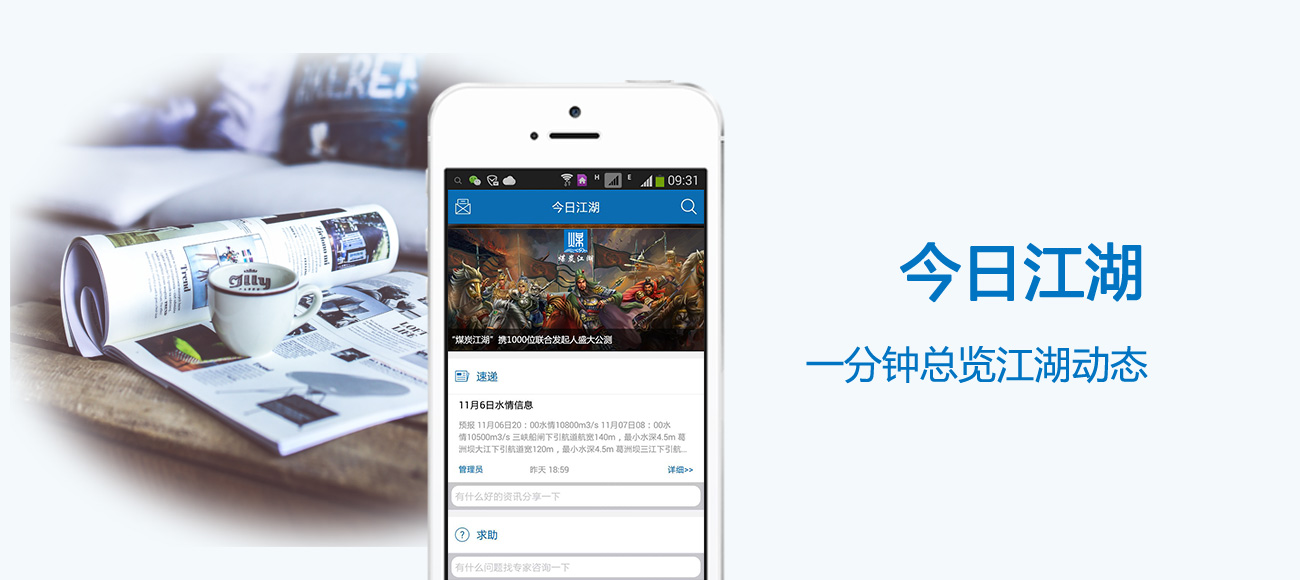 09:31
今日江湖
煤
煤炭江湖
“煤炭江湖”携1000位联合发起人盛大公测
速递
11月6日水情信息
预报 11月06日20：00水情10800m3/s 11月07日08：00水
情10500m3/s 三峡船闸下引航道航宽140m，最小水深4.5m 葛
洲坝大江下引航道宽120m，最小水深4.5m 葛洲坝三江下引航...
管理员 昨天 18:59 详细>>
有什么好的资讯分享一下
求助
有什么问题找专家咨询一下
今日江湖
一分钟总览江湖动态
illy
Trend
LOFT
LIFE